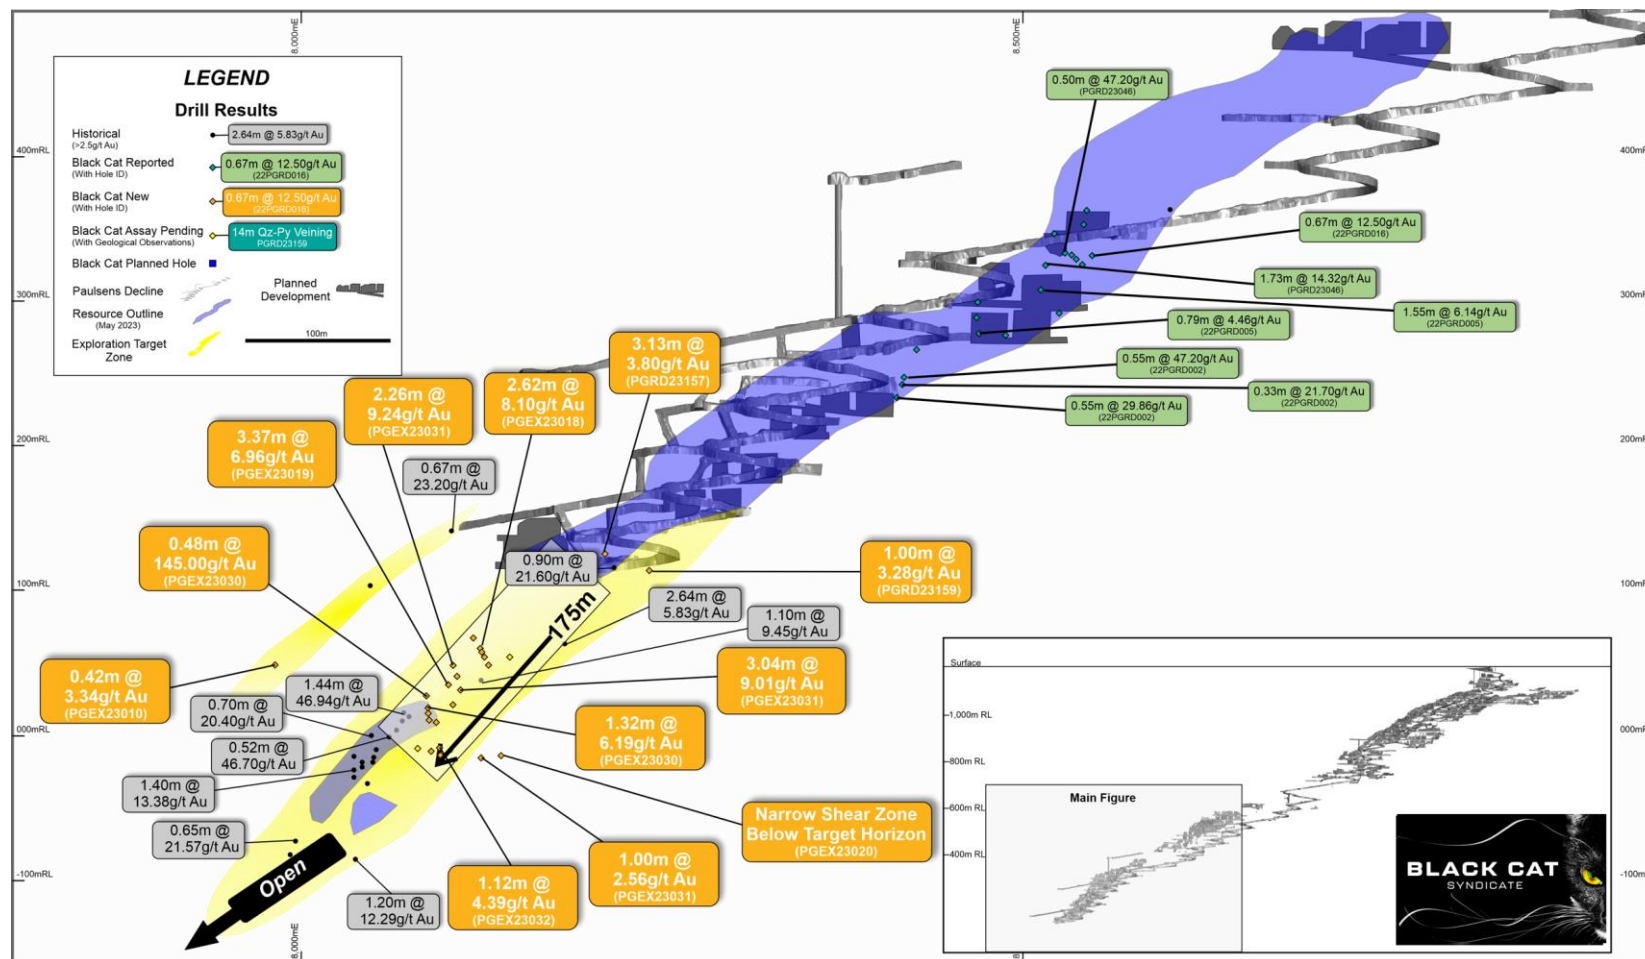 8,000mE
8,500mE
LEGEND
Drill Results
Historical
(>2.5g/t Au)
2.64m @ 5.83g/t Au
Black Cat Reported
(With Hole ID)
0.67m @ 12.50g/t Au
(22PGRD016)
Black Cat New
(With Hole ID)
0.67m @ 12.50g/t Au
(22PGRD016)
Black Cat Assay Pending
(With Geological Observations)
14m Qz-Py Veining
PGRD23159
Black Cat Planned Hole
Paulsens Decline
Planned
Development
Resource Outline
(May 2023)
Exploration Target
Zone
100m
400mRL
300mRL
200mRL
100mRL
000mRL
-100mRL
400mR
300mR
200mR
100mR
000mR
-100m
0.50m @ 47.20g/t Au
(PGRD23046)
0.67m @ 12.50g/t Au
(22PGRD016)
1.73m @ 14.32g/t Au
(PGRD23046)
1.55m @ 6.14g/t Au
(22PGRD005)
0.79m @ 4.46g/t Au
(22PGRD005)
0.55m @ 47.20g/t Au
(22PGRD002)
0.33m @ 21.70g/t Au
(22PGRD002)
0.55m @ 29.86g/t Au
(22PGRD002)
3.13m @
3.80g/t Au
(PGRD23157)
2.62m @
8.10g/t Au
(PGEX23018)
2.26m @
9.24g/t Au
(PGEX23031)
3.37m @
6.96g/t Au
(PGEX23019)
0.67m @
23.20g/t Au
0.48m @
145.00g/t Au
(PGEX23030)
0.90m @
21.60g/t Au
1.00m @
3.28g/t Au
(PGRD23159)
2.64m @
5.83g/t Au
1.10m @
9.45g/t Au
175m
0.42m @
3.34g/t Au
(PGEX23010)
1.44m @
46.94g/t Au
0.70m @
20.40g/t Au
0.52m @
46.70g/t Au
1.40m @
13.38g/t Au
0.65m @
21.57g/t Au
3.04m @
9.01g/t Au
(PGEX23031)
1.32m @
6.19g/t Au
(PGEX23030)
Narrow Shear Zone
Below Target Horizon
(PGEX23020)
1.00m @
2.56g/t Au
(PGEX23031)
1.12m @
4.39g/t Au
(PGEX23032)
1.20m @
12.29g/t Au
Open
8,000mE
8
Surface
1,000m RL
800m RL
600m RL
400m RL
Main Figure
BLACK CAT
SYNDICATE